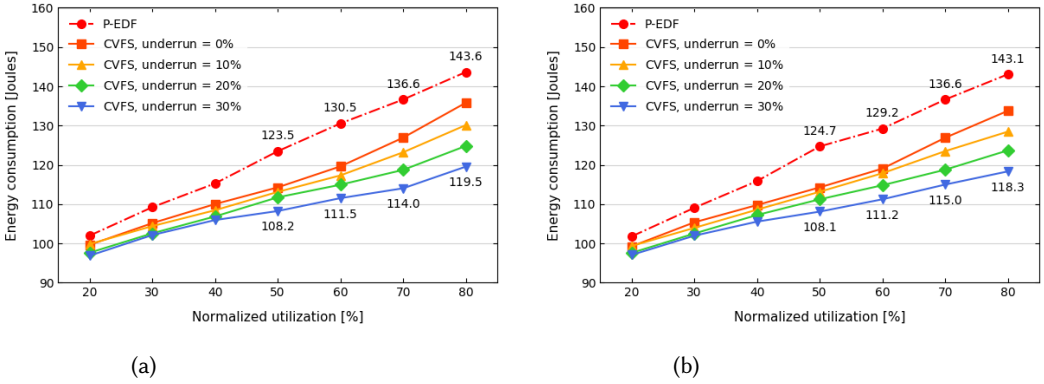 160
150
140
130
120
110
100
90
Energy consumption [Joules]
P-EDF
CVFS, underrun = 0%
CVFS, underrun = 10%
CVFS, underrun = 20%
CVFS, underrun = 30%
123.5
130.5
136.6
143.6
108.2
111.5
114.0
119.5
20 30 40 50 60 70 80
Normalized utilization [%]
(a)
160
150
140
130
120
110
100
90
Energy consumption [Joules]
P-EDF
CVFS, underrun = 0%
CVFS, underrun = 10%
CVFS, underrun = 20%
CVFS, underrun = 30%
124.7
129.2
136.6
143.1
108.1
111.2
115.0
118.3
20 30 40 50 60 70 80
Normalized utilization [%]
(b)